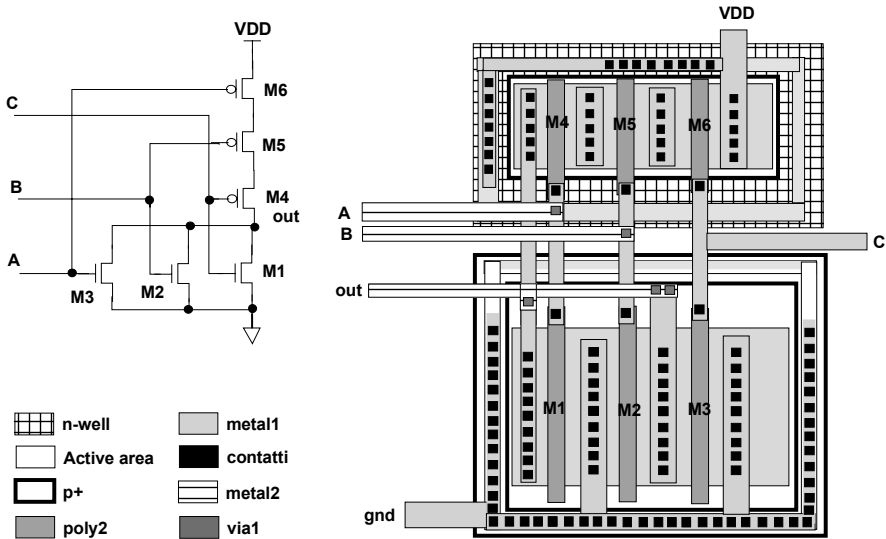 VDD
M6
C
M5
B
M4
out
A
M3
M2
M1
n-well
metal1
Active area
contatti
p+
metal2
poly2
via1
VDD
M4
M5
M6
A
B
C
out
M1
M2
M3
gnd